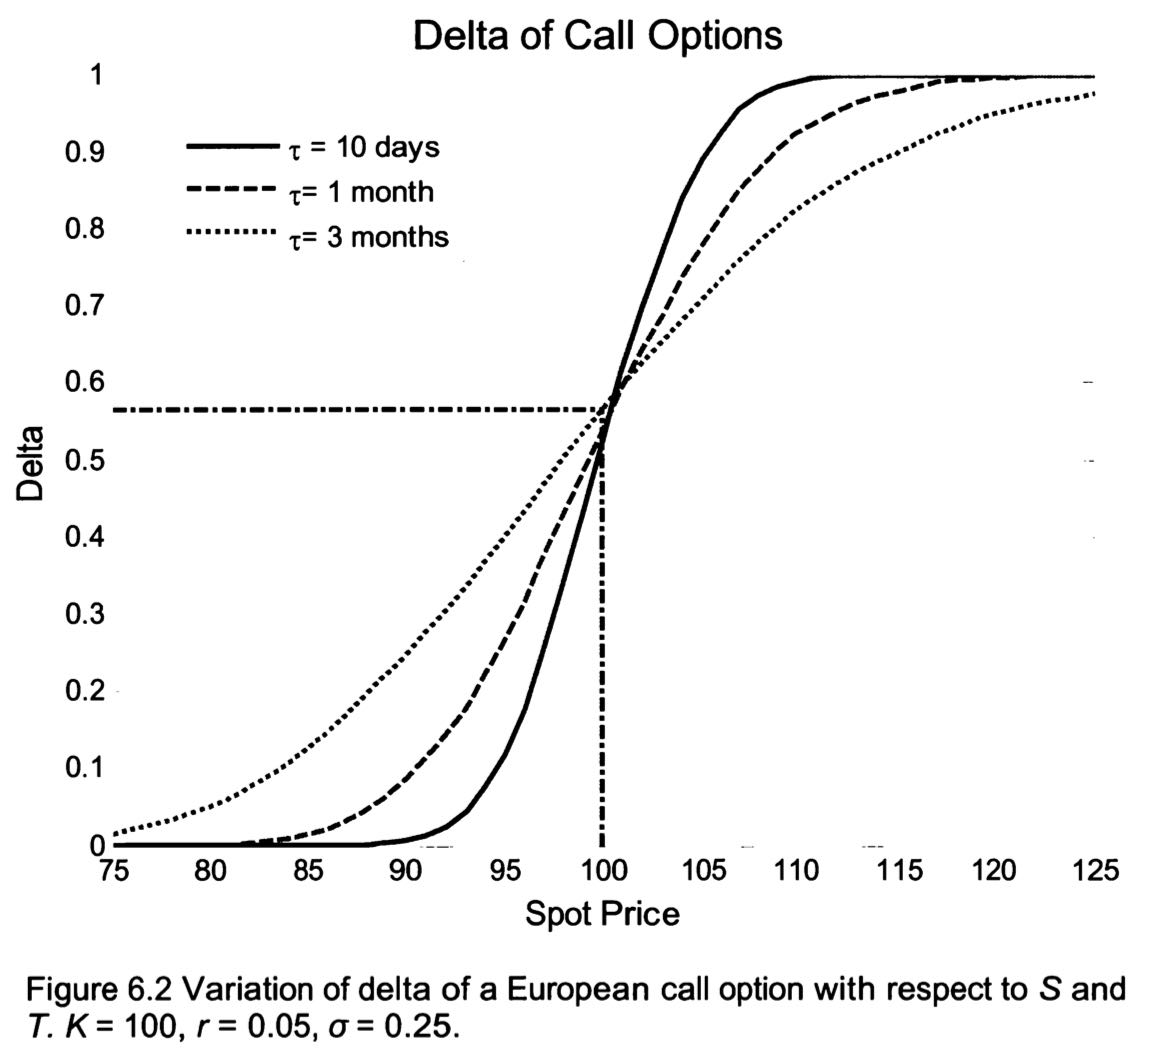 Delta of Call Options
1
0.9
0.8
0.7
0.6
0.5
0.4
0.3
0.2
0.1
0
τ = 10 days
τ= 1 month
τ= 3 months
Delta
75 80 85 90 95 100 105 110 115 120 125
Spot Price
Figure 6.2 Variation of delta of a European call option with respect to S and
T. K = 100, r = 0.05, σ = 0.25.